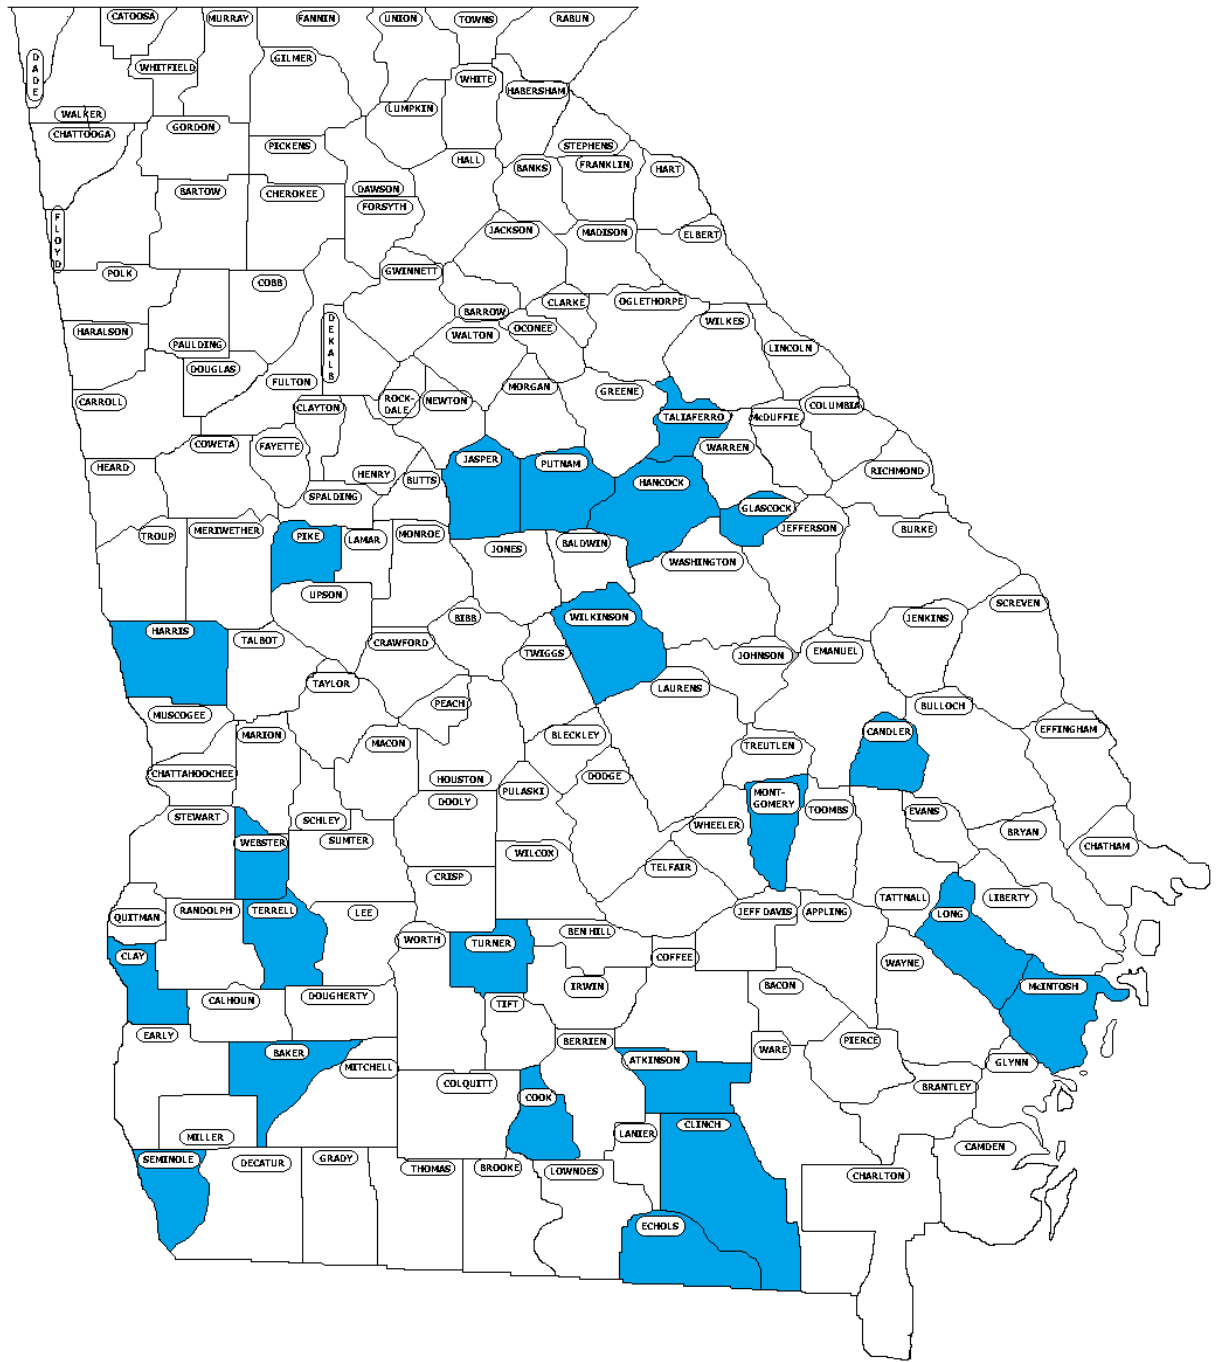 CATOOSA
MURRAY
FANNIN
UNION
TOWNS
RABUN
DADE
WHITFIELD
GILMER
WHITE
HABERSHAM
WALKER
LUMPKIN
CHATTOOGA
GORDON
PICKENS
HALL
STEPHENS
BANKS
FRANKLIN
HART
BARTOW
CHEROKEE
DAWSON
FORSYTH
FLOYD
JACKSON
MADISON
ELBERT
POLK
COBB
GWINNETT
CLARKE
OGLETHORPE
BARROW
HARALSON
PAULDING
DEKALB
WALTON
OCONEE
WILKES
LINCOLN
DOUGLAS
FULTON
CARROLL
CLAYTON
ROCK-
DALE
NEWTON
MORGAN
GREENE
TALIAFERRO
McDUFFIE
COLUMBIA
COWETA
FAYETTE
WARREN
HEARD
HENRY
BUTTS
JASPER
PUTNAM
HANCOCK
RICHMOND
SPALDING
GLASCOCK
JEFFERSON
BURKE
TROUP
MERIWETHER
PIKE
LAMAR
MONROE
JONES
BALDWIN
WASHINGTON
UPSON
SCREVEN
HARRIS
TALBOT
CRAWFORD
BIBB
WILKINSON
JENKINS
TWIGGS
JOHNSON
EMANUEL
TAYLOR
LAURENS
MUSCOGEE
PEACH
BULLOCH
MARION
MACON
BLECKLEY
TREUTLEN
CANDLER
EFFINGHAM
CHATTAHOOCHEE
HOUSTON
PULASKI
DODGE
DOOLY
MONT-
GOMERY
TOOMBS
EVANS
STEWART
SCHLEY
WHEELER
BRYAN
CHATHAM
WEBSTER
SUMTER
WILCOX
TELFAIR
CRISP
QUITMAN
RANDOLPH
TERRELL
LEE
JEFF DAVIS
APPLING
TATTNALL
LONG
LIBERTY
CLAY
WORTH
TURNER
BEN HILL
COFFEE
WAYNE
CALHOUN
DOUGHERTY
TIFT
IRWIN
BACON
McINTOSH
EARLY
BAKER
MITCHELL
BERRIEN
ATKINSON
WARE
PIERCE
GLYNN
COLQUITT
COOK
BRANTLEY
MILLER
LANIER
CLINCH
CAMDEN
SEMINOLE
DECATUR
GRADY
THOMAS
BROOKE
LOWNDES
CHARLTON
ECHOLS